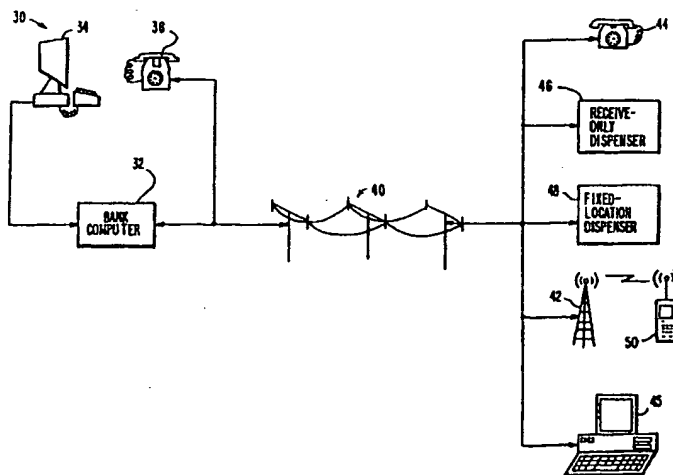 30
34
36
44
46
RECEIVE-
ONLY
DISPENSER
32
BANK
COMPUTER
40
48
FIXED-
LOCATION
DISPENSER
42
50
45